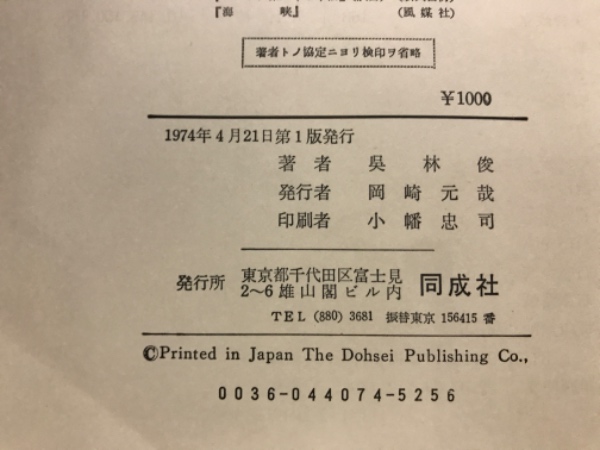 『海 峡』 (風媒社)
著者トノ協定ニヨリ検印ヲ省略
¥1000
1974年4月21日第1版発行
著者 呉林俊
発行者 岡崎元哉
印刷者 小幡忠司
発行所 東京都千代田区富士見 2~6雄山閣ビル内 同成社
TEL (880) 3681 振替東京 156415 番
©Printed in Japan The Dohsei Publishing Co.,
0036-044074-5256